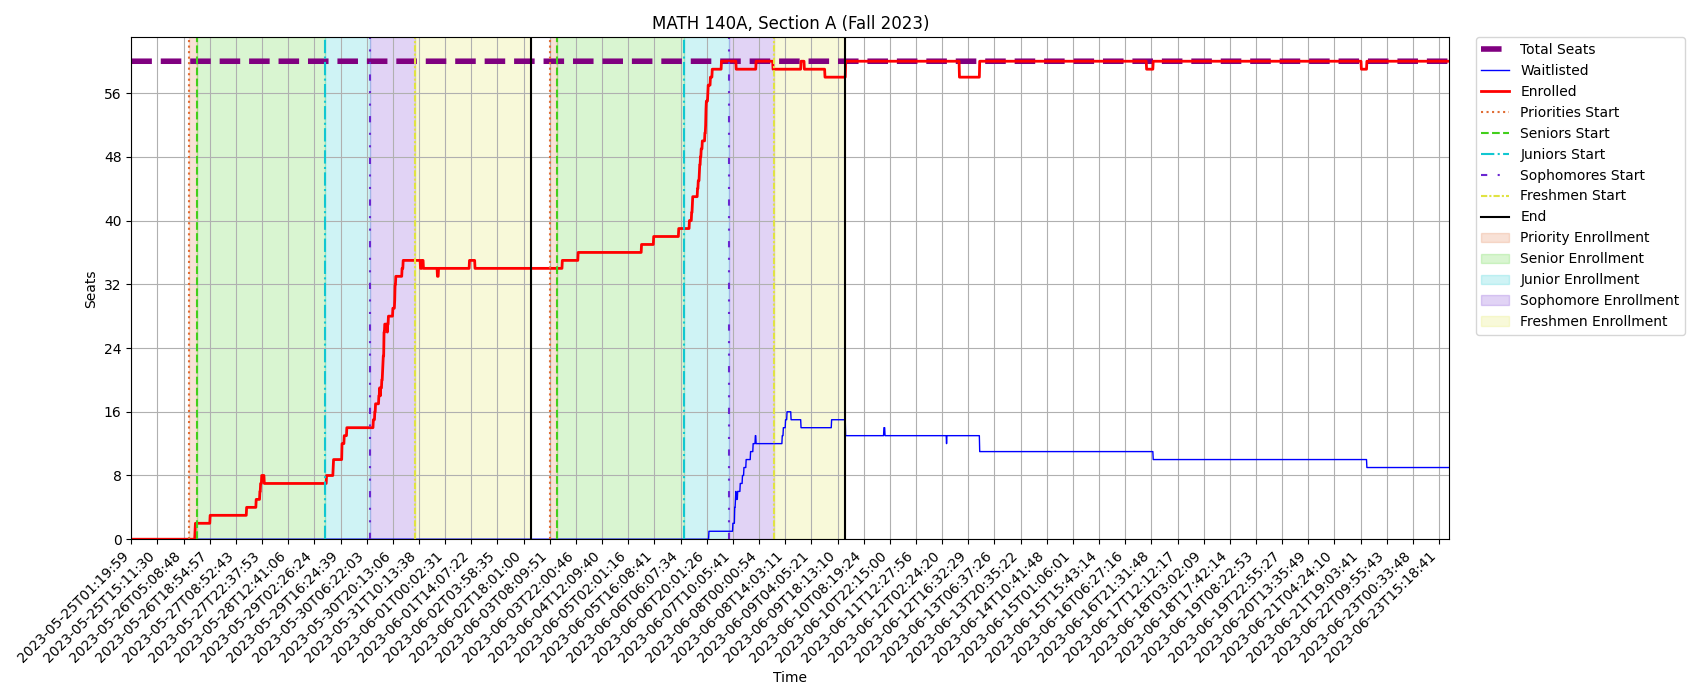 MATH 140A, Section A (Fall 2023)
Seats
56
48
40
32
24
16
8
0
2023-05-25T01:19:59
2023-05-25T15:11:30
2023-05-26T05:08:48
2023-05-26T18:54:57
2023-05-27T08:52:43
2023-05-27T22:37:53
2023-05-28T12:41:06
2023-05-29T02:26:24
2023-05-29T16:24:39
2023-05-30T06:22:03
2023-05-30T20:13:06
2023-05-31T10:13:38
2023-06-01T00:02:31
2023-06-01T14:07:22
2023-06-02T03:58:35
2023-06-02T18:01:00
2023-06-03T08:09:51
2023-06-03T22:00:46
2023-06-04T12:09:40
2023-06-05T02:01:16
2023-06-05T16:08:41
2023-06-06T06:07:34
2023-06-06T20:01:26
2023-06-07T10:05:41
2023-06-08T00:00:54
2023-06-08T14:03:11
2023-06-09T04:05:21
2023-06-09T18:13:10
2023-06-10T08:19:24
2023-06-10T22:15:00
2023-06-11T12:27:56
2023-06-12T02:24:20
2023-06-12T16:32:29
2023-06-13T06:37:26
2023-06-13T20:35:22
2023-06-14T10:41:48
2023-06-15T01:06:01
2023-06-15T15:43:14
2023-06-16T06:27:16
2023-06-16T21:31:48
2023-06-17T12:12:17
2023-06-18T03:02:09
2023-06-18T17:42:14
2023-06-19T08:22:53
2023-06-19T22:55:27
2023-06-20T13:35:49
2023-06-21T04:24:10
2023-06-21T19:03:41
2023-06-22T09:55:43
2023-06-23T00:33:48
2023-06-23T15:18:41
Time
Total Seats
Waitlisted
Enrolled
Priorities Start
Seniors Start
Juniors Start
Sophomores Start
Freshmen Start
End
Priority Enrollment
Senior Enrollment
Junior Enrollment
Sophomore Enrollment
Freshmen Enrollment